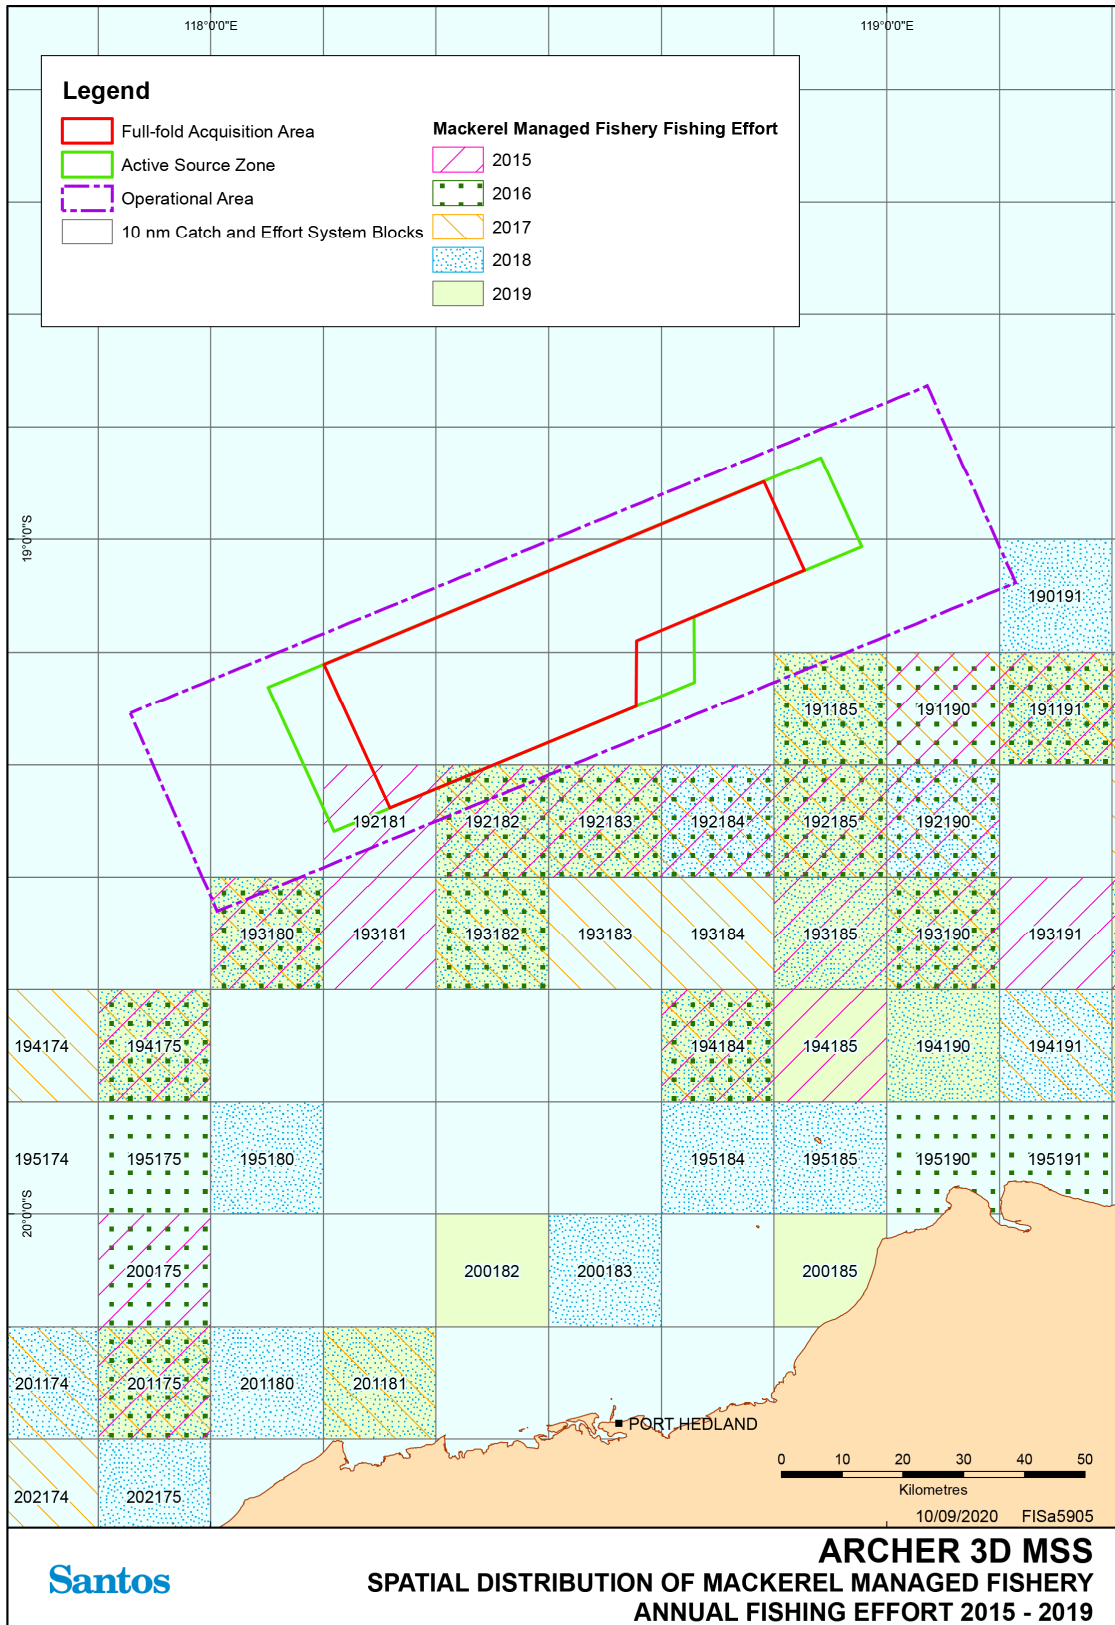 118°0'0"E
119°0'0"E
Legend
Full-fold Acquisition Area
Active Source Zone
Operational Area
10 nm Catch and Effort System Blocks
Mackerel Managed Fishery Fishing Effort
2015
2016
2017
2018
2019
19°0'0"S
190191
191185
191190
191191
192181
192182
192183
192184
192185
192190
193180
193181
193182
193183
193184
193185
193190
193191
194174
194175
194184
194185
194190
194191
195174
195175
195180
195184
195185
195190
195191
20°0'0"S
200175
200182
200183
200185
201174
201175
201180
201181
PORT HEDLAND
202174
202175
0 10 20 30 40 50
Kilometres
10/09/2020 FISa5905
Santos
ARCHER 3D MSS
SPATIAL DISTRIBUTION OF MACKEREL MANAGED FISHERY
ANNUAL FISHING EFFORT 2015 - 2019